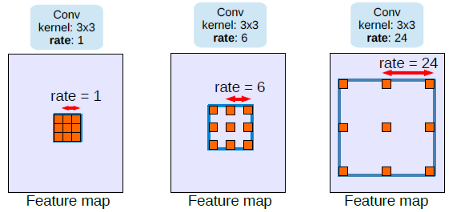 Conv
kernel: 3x3
rate: 1
rate = 1
Feature map
Conv
kernel: 3x3
rate: 6
rate = 6
Feature map
Conv
kernel: 3x3
rate: 24
rate = 24
Feature map